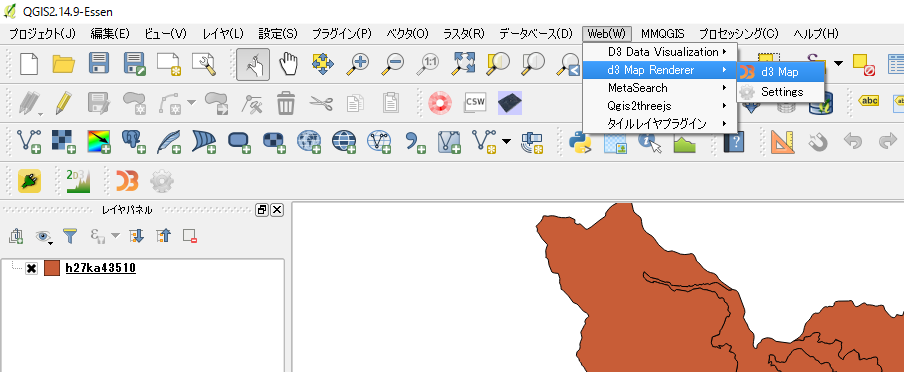 QGIS2.14.9-Essen
プロジェクト(J) 編集(E) ビュー(V) レイヤ(L) 設定(S) プラグイン(P) ベクタ(O) ラスタ(R) データベース(D) Web(W) MMQGIS プロセッシング(C) ヘルプ(H)
D3 Data Visualization
d3 Map Renderer
d3 Map
MetaSearch
Settings
Qgis2threejs
タイルレイヤプラグイン
1:1
CSW
abc
2D3
レイヤパネル
h27ka43510